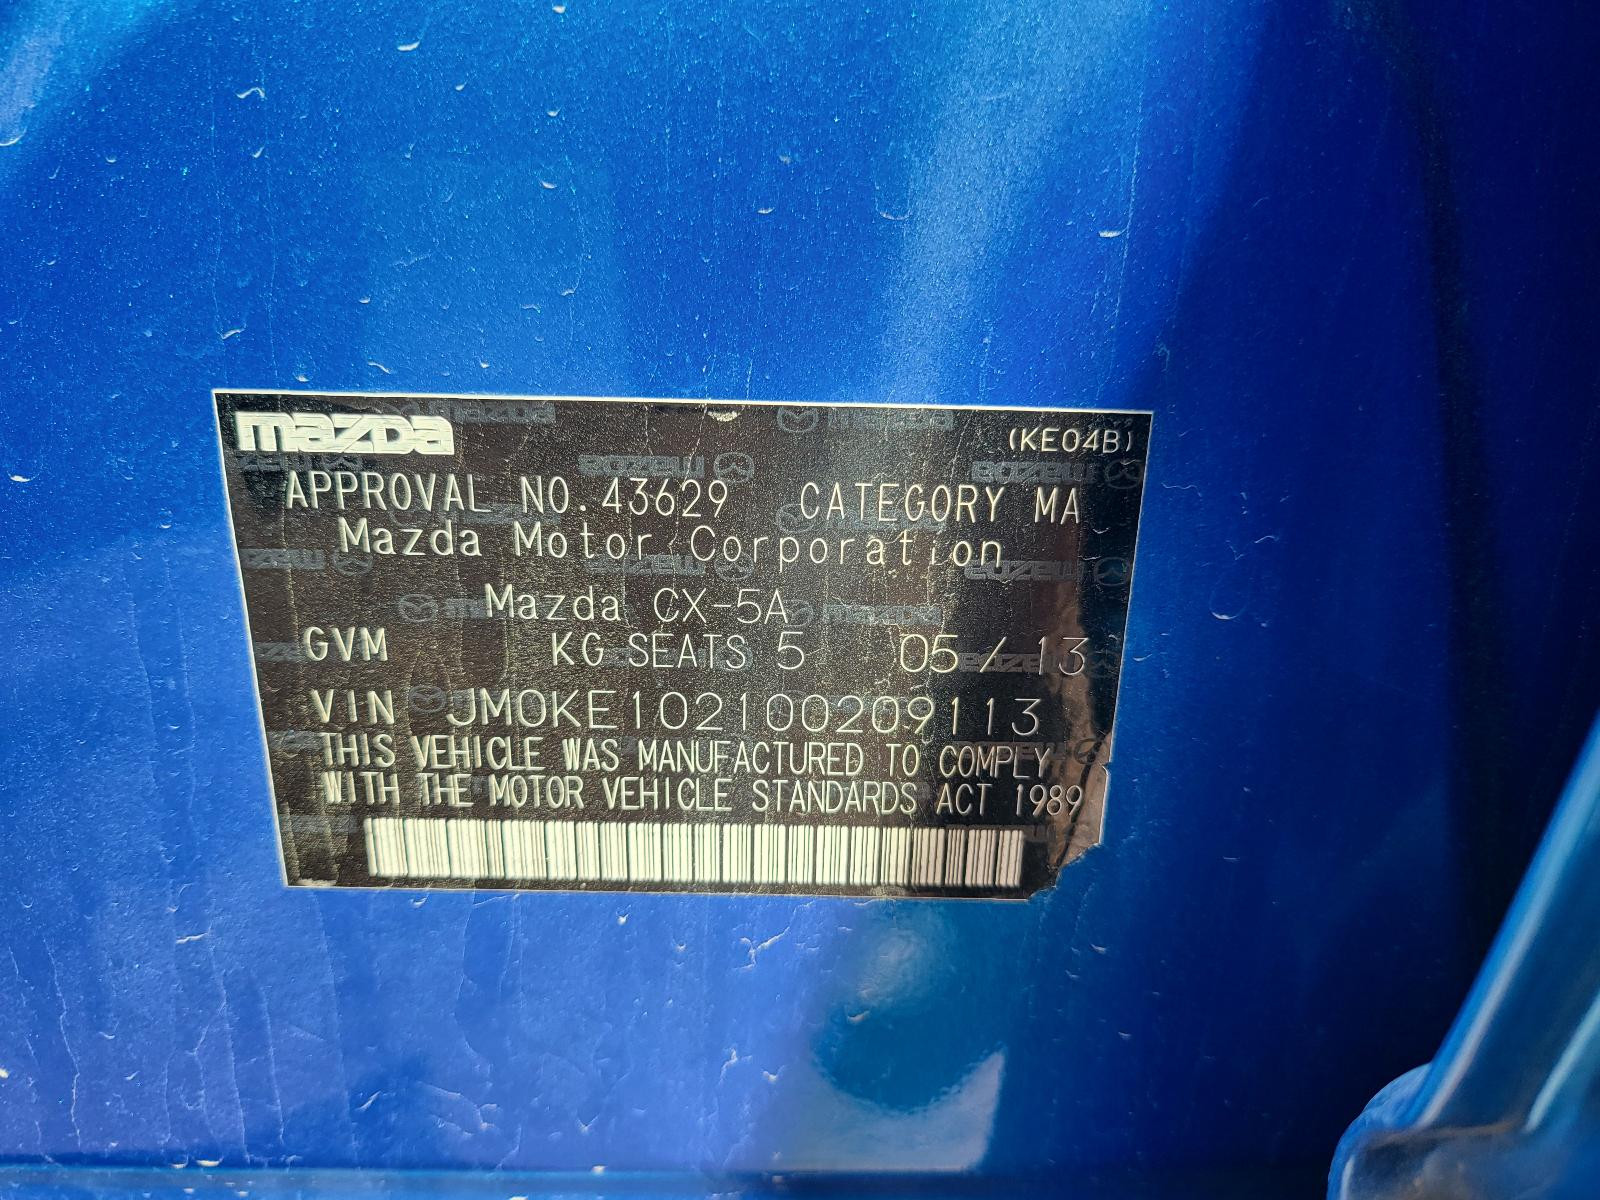 mazda (KE04B)
APPROVAL NO.43629 CATEGORY MA
Mazda Motor Corporation
Mazda CX-5A
GVM KG SEATS 5 05/13
VIN JM0KE102100209113
THIS VEHICLE WAS MANUFACTURED TO COMPLY
WITH THE MOTOR VEHICLE STANDARDS ACT 1989